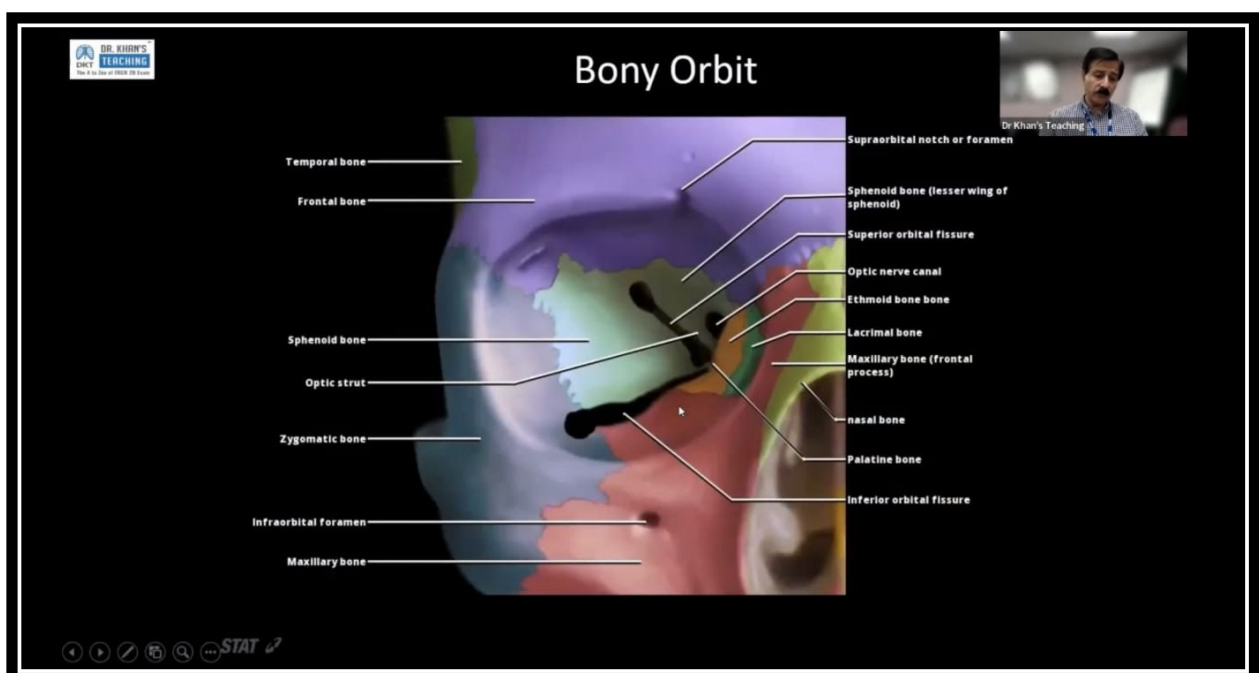 DR. KHAN'S
TEACHING
DKT
Bony Orbit
Dr Khan's Teaching
Temporal bone
Frontal bone
Sphenoid bone
Optic strut
Zygomatic bone
Infraorbital foramen
Maxillary bone
Supraorbital notch or foramen
Sphenoid bone (lesser wing of
sphenoid)
Superior orbital fissure
Optic nerve canal
Ethmoid bone bone
Lacrimal bone
Maxillary bone (frontal
process)
nasal bone
Palatine bone
Inferior orbital fissure
STAT